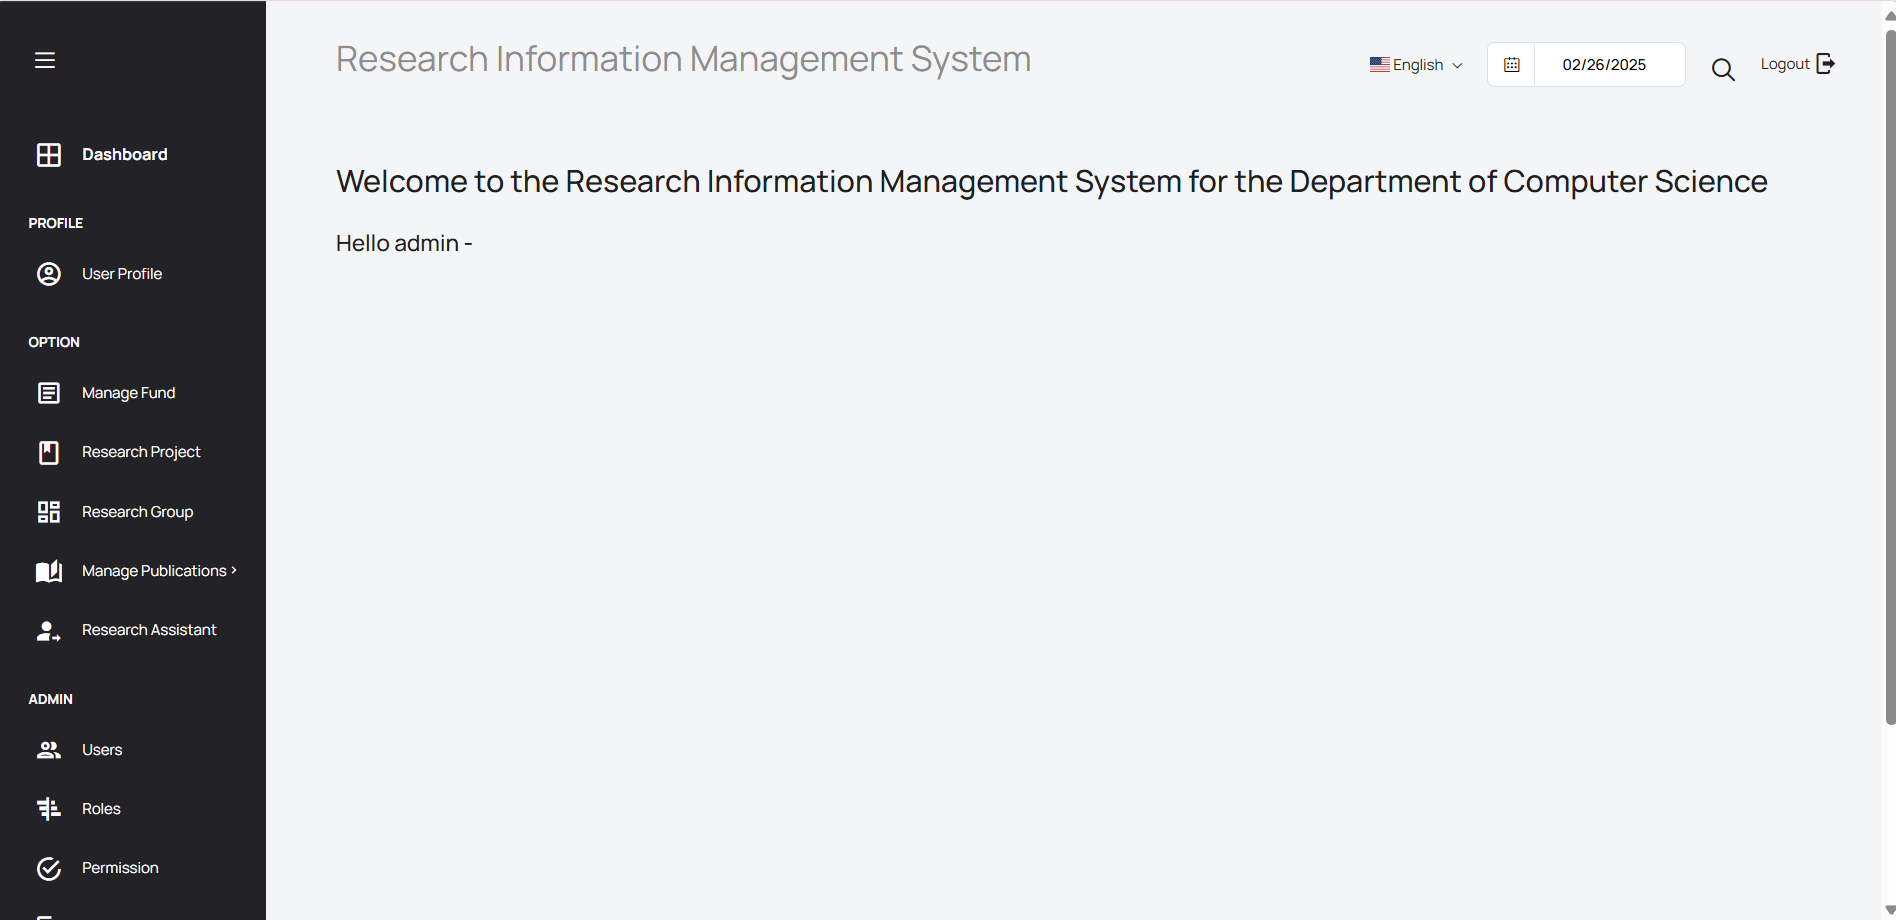 Research Information Management System
English
02/26/2025
Logout
Dashboard
PROFILE
User Profile
OPTION
Manage Fund
Research Project
Research Group
Manage Publications
Research Assistant
ADMIN
Users
Roles
Permission
Welcome to the Research Information Management System for the Department of Computer Science
Hello admin -